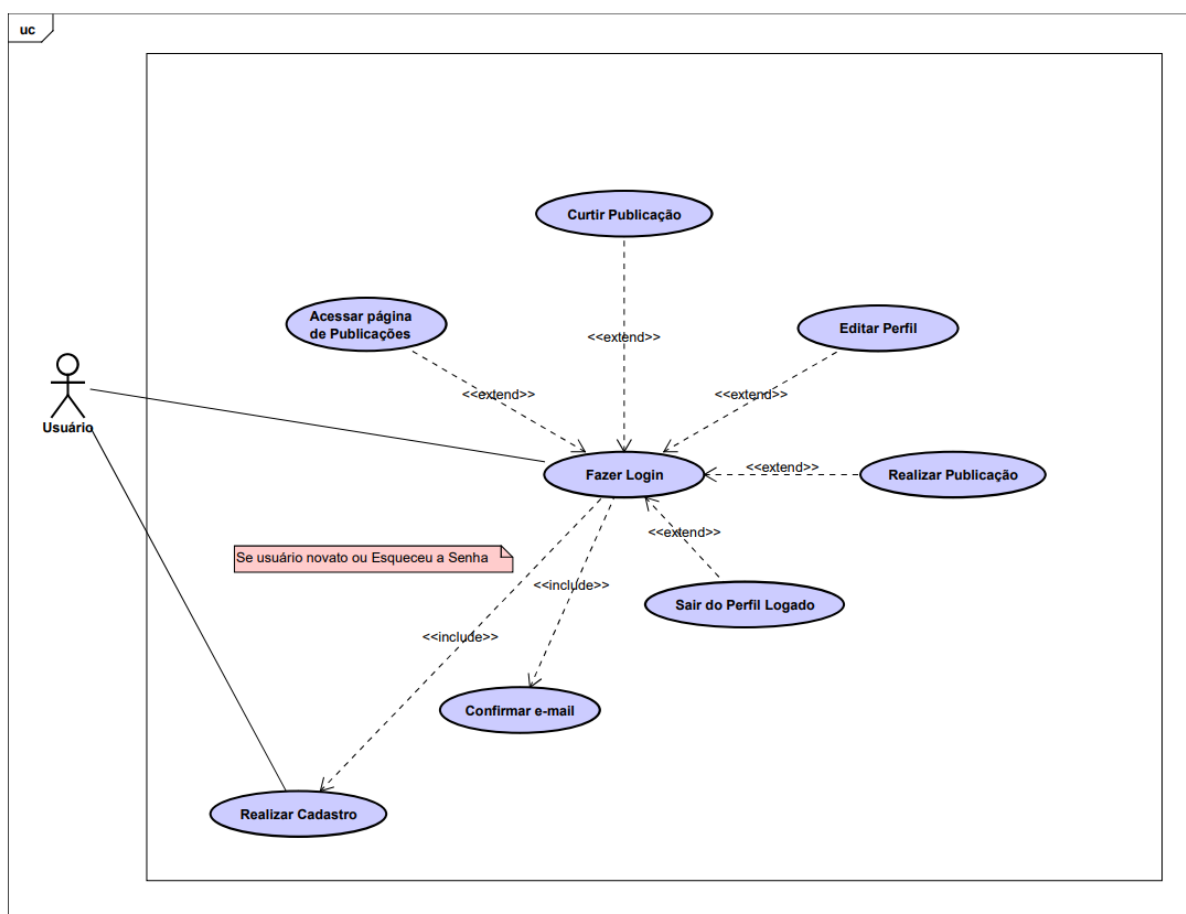 uc
Curtir Publicação
Acessar página
de Publicações
Editar Perfil
<<extend>>
<<extend>>
<<extend>>
Usuário
Fazer Login
<<extend>>
Realizar Publicação
<<extend>>
Se usuário novato ou Esqueceu a Senha
<<include>>
Sair do Perfil Logado
<<include>>
Confirmar e-mail
Realizar Cadastro